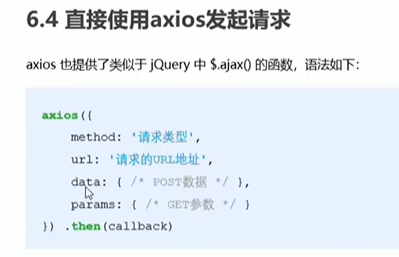 6.4 直接使用axios发起请求
axios 也提供了类似于 jQuery 中 $.ajax() 的函数，语法如下：
axios({
method: '请求类型',
url: '请求的URL地址',
data: { /* POST数据 */ },
params: { /* GET参数 */ }
}) .then(callback)